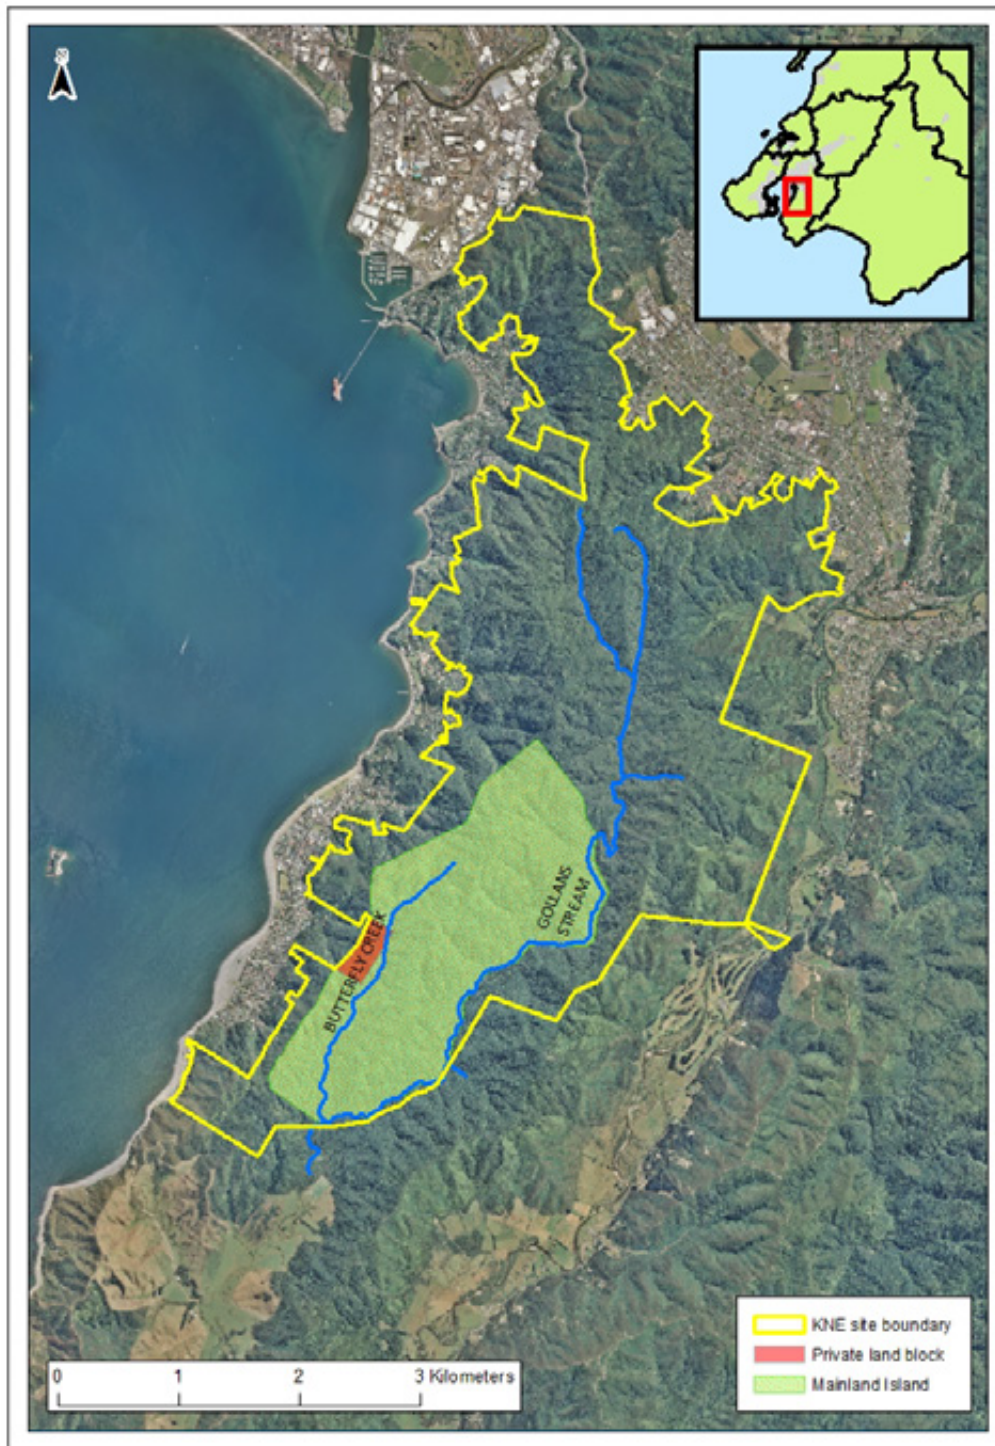 GOLLANS
STREAM
BUTTERFLY CREEK
KNE site boundary
Private land block
Mainland Island
0 1 2 3 Kilometers